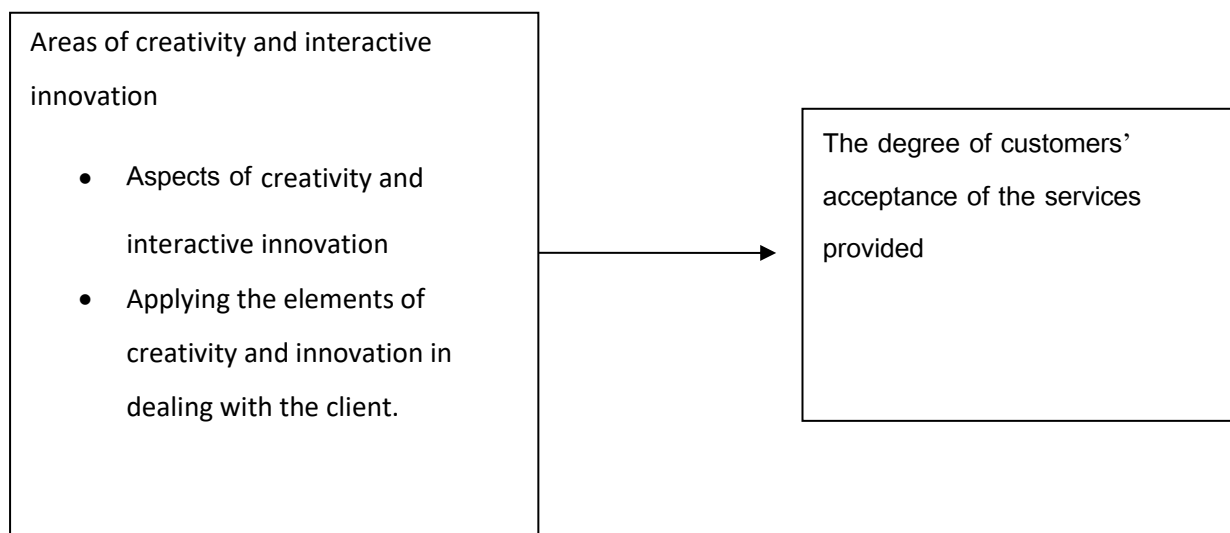 Areas of creativity and interactive
innovation
● Aspects of creativity and
interactive innovation
● Applying the elements of
creativity and innovation in
dealing with the client.
The degree of customers’
acceptance of the services
provided